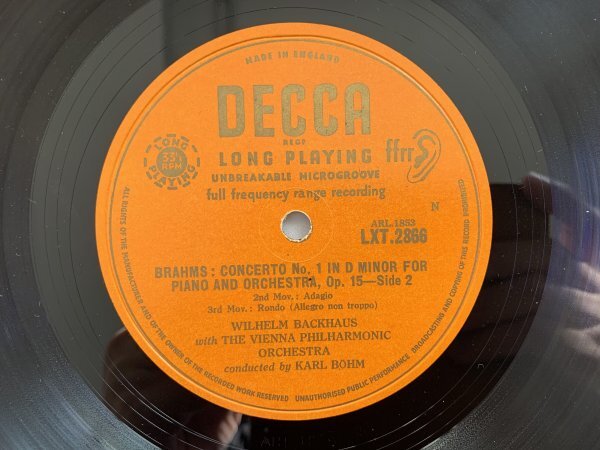 MADE IN ENGLAND
DECCA
REGD
LONG PLAYING
33⅓ RPM
LONG PLAYING
ffrr
UNBREAKABLE MICROGROOVE
full frequency range recording
N
ARL.1853
LXT.2866
BRAHMS : CONCERTO No. 1 IN D MINOR FOR
PIANO AND ORCHESTRA, Op. 15—Side 2
2nd Mov.: Adagio
3rd Mov.: Rondo (Allegro non troppo)
WILHELM BACKHAUS
with THE VIENNA PHILHARMONIC
ORCHESTRA
conducted by KARL BOHM
ALL RIGHTS OF THE MANUFACTURER AND OF THE OWNER OF THE RECORDED WORK RESERVED
UNAUTHORISED PUBLIC PERFORMANCE, BROADCASTING AND COPYING OF THIS RECORD PROHIBITED